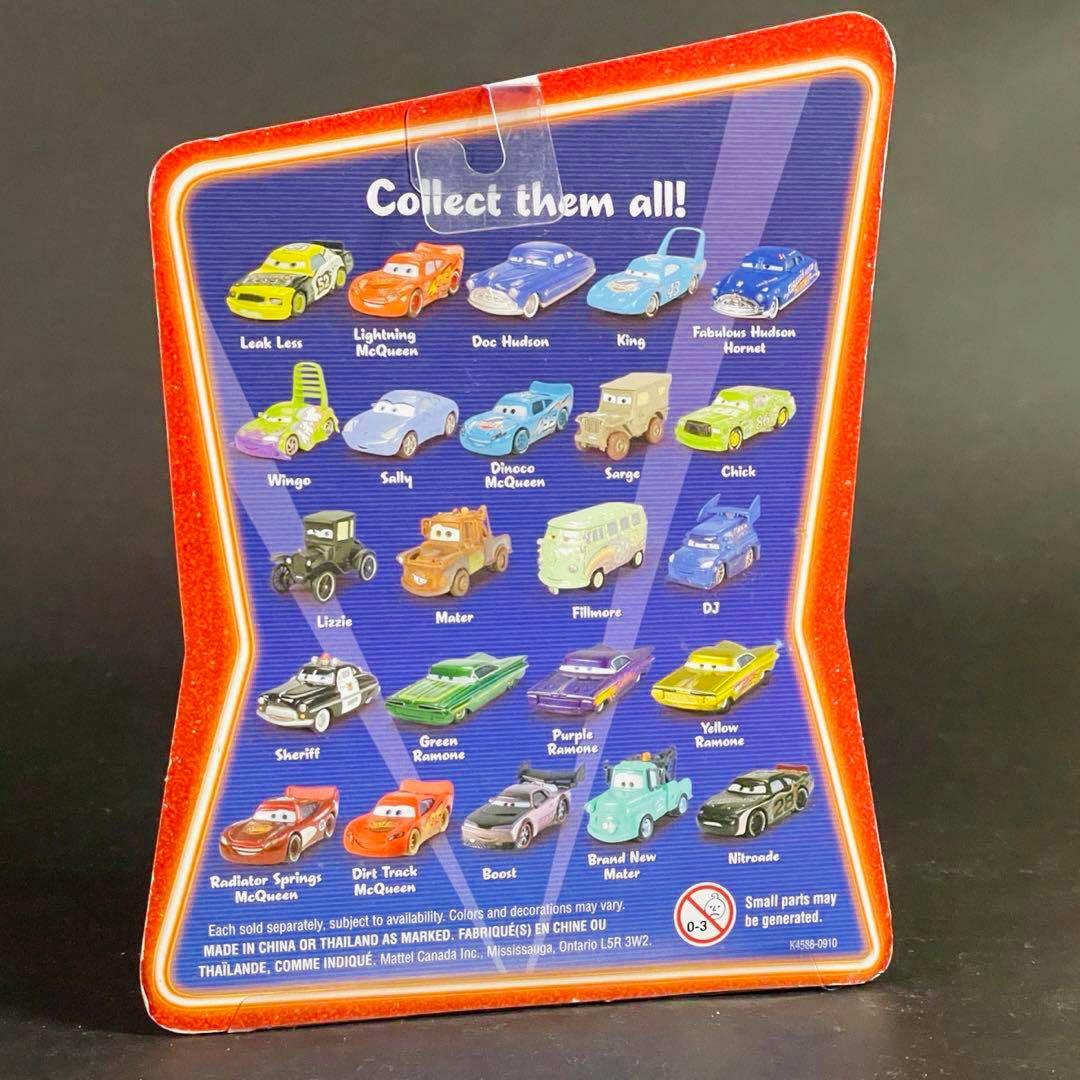 Collect them all!
52
Leak Less
Lightning
McQueen
Doc Hudson
King
Fabulous Hudson
Hornet
86
Wingo
Sally
Dinoco
McQueen
Sarge
Chick
Lizzie
Mater
Fillmore
DJ
Sheriff
Green
Ramone
Purple
Ramone
Yellow
Ramone
28
Radiator Springs
McQueen
Dirt Track
McQueen
Boost
Brand New
Mater
Nitroade
Each sold separately, subject to availability. Colors and decorations may vary.
MADE IN CHINA OR THAILAND AS MARKED. FABRIQUÉ(S) EN CHINE OU
THAÏLANDE, COMME INDIQUÉ. Mattel Canada Inc., Mississauga, Ontario L5R 3W2.
0-3
Small parts may
be generated.
K4588-0910